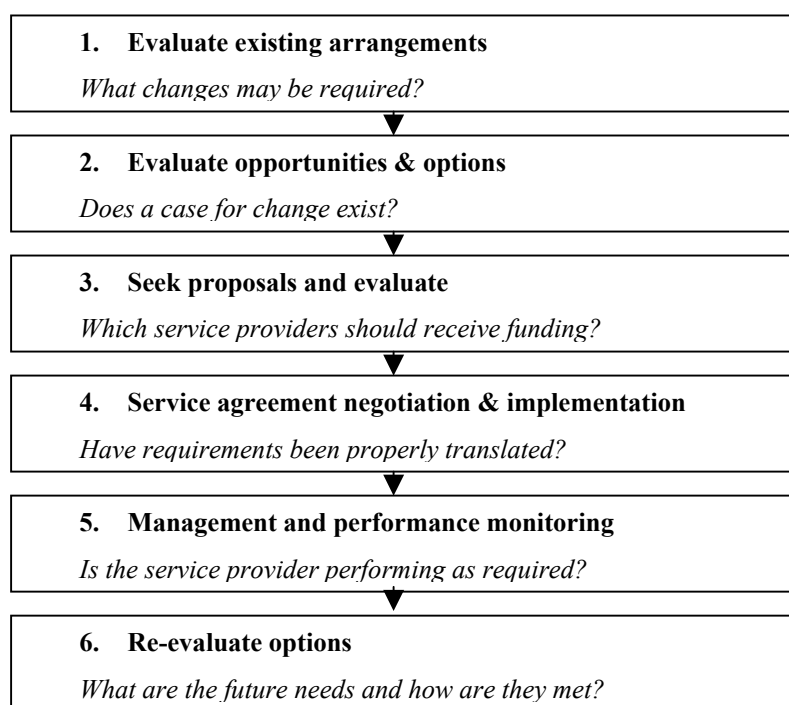 1. Evaluate existing arrangements
What changes may be required?
2. Evaluate opportunities & options
Does a case for change exist?
3. Seek proposals and evaluate
Which service providers should receive funding?
4. Service agreement negotiation & implementation
Have requirements been properly translated?
5. Management and performance monitoring
Is the service provider performing as required?
6. Re-evaluate options
What are the future needs and how are they met?